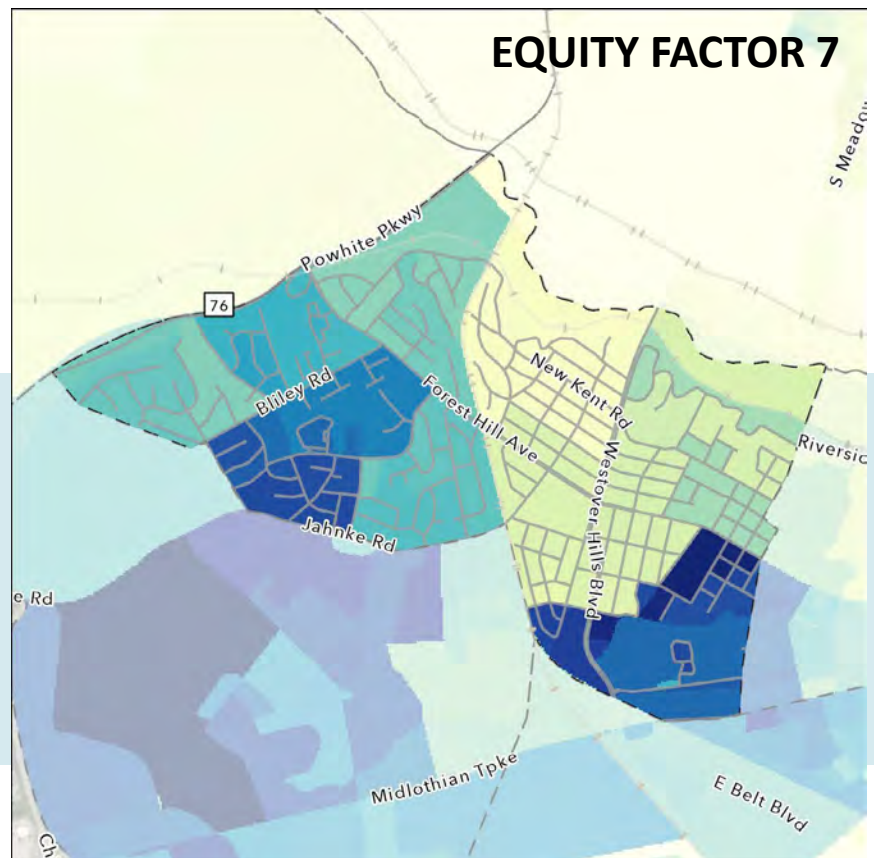 EQUITY FACTOR 7
S Meadow
Powhite Pkwy
76
New Kent Rd
Bliley Rd
Forest Hill Ave
Westover Hills Blvd
Riversid
Jahnke Rd
e Rd
Midlothian Tpke
E Belt Blvd
Ch